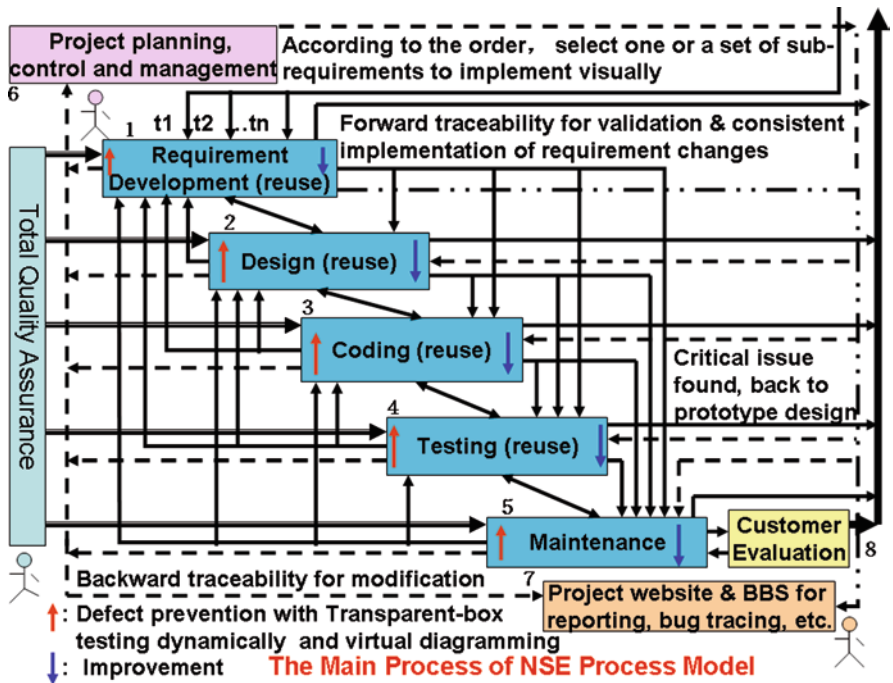 Project planning,
control and management
6
According to the order, select one or a set of sub-
requirements to implement visually
1
t1 t2 ...tn
Forward traceability for validation & consistent
implementation of requirement changes
Requirement
Development (reuse)
Total Quality Assurance
2
Design (reuse)
3
Coding (reuse)
Critical issue
found, back to
prototype design
4
Testing (reuse)
5
Maintenance
Customer
Evaluation
8
Backward traceability for modification
7
Project website & BBS for
reporting, bug tracing, etc.
: Defect prevention with Transparent-box
testing dynamically and virtual diagramming
: Improvement
The Main Process of NSE Process Model